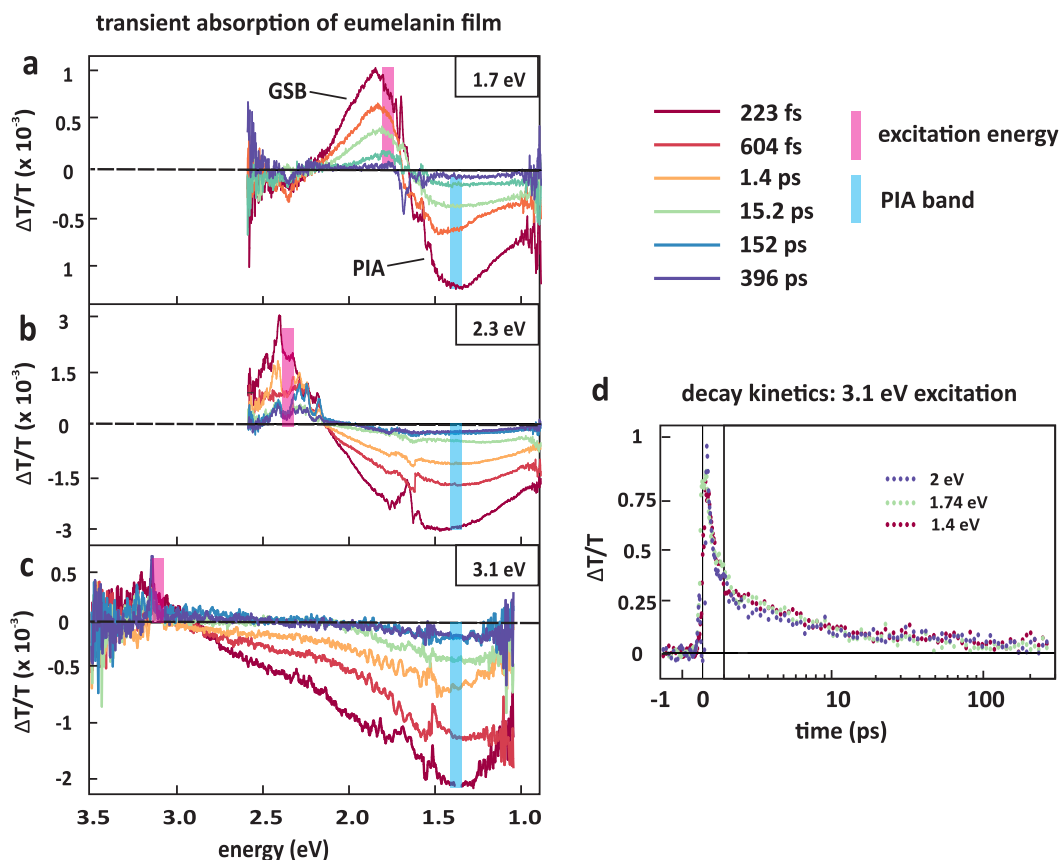 transient absorption of eumelanin film
a
1.7 eV
GSB
PIA
ΔT/T (x 10⁻³)
1
0.5
0
-0.5
1
b
2.3 eV
ΔT/T (x 10⁻³)
3
1.5
0
-1.5
-3
c
3.1 eV
ΔT/T (x 10⁻³)
0.5
0
-0.5
-1
-2
3.5 3.0 2.5 2.0 1.5 1.0
energy (eV)
223 fs
604 fs
1.4 ps
15.2 ps
152 ps
396 ps
excitation energy
PIA band
d decay kinetics: 3.1 eV excitation
2 eV
1.74 eV
1.4 eV
ΔT/T
1
0.75
0.5
0.25
0
-1 0 10 100
time (ps)